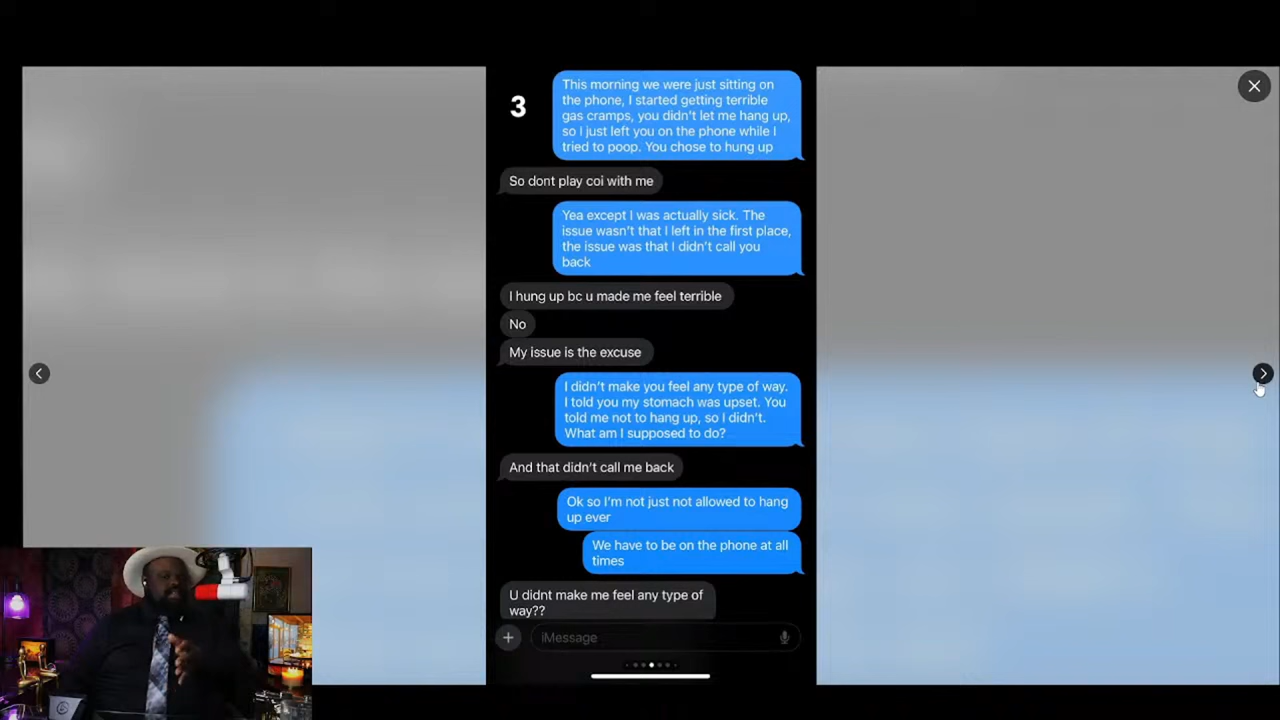 3
This morning we were just sitting on
the phone, I started getting terrible
gas cramps, you didn't let me hang up,
so I just left you on the phone while I
tried to poop. You chose to hung up
So dont play coi with me
Yea except I was actually sick. The
issue wasn't that I left in the first place,
the issue was that I didn't call you
back
I hung up bc u made me feel terrible
No
My issue is the excuse
I didn't make you feel any type of way.
I told you my stomach was upset. You
told me not to hang up, so I didn't.
What am I supposed to do?
And that didn't call me back
Ok so I'm not just not allowed to hang
up ever
We have to be on the phone at all
times
U didnt make me feel any type of
way??
iMessage